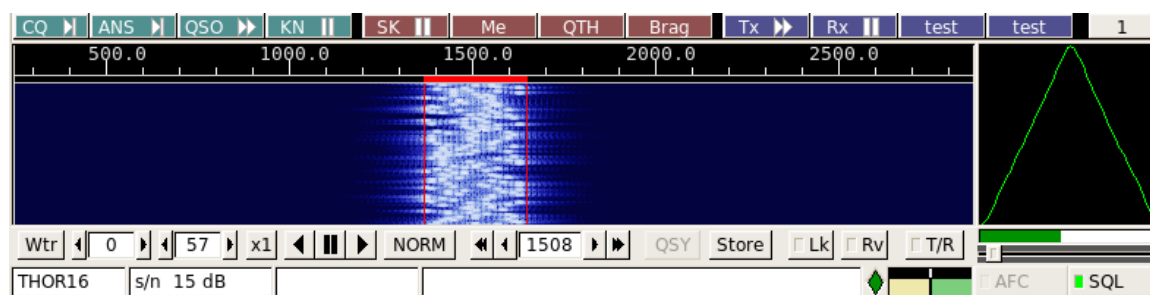 CQ ANS QSO KN SK Me QTH Brag Tx Rx test test 1
500.0 1000.0 1500.0 2000.0 2500.0
Wtr 0 57 x1 NORM 1508 QSY Store Lk Rv T/R
THOR16 s/n 15 dB AFC SQL